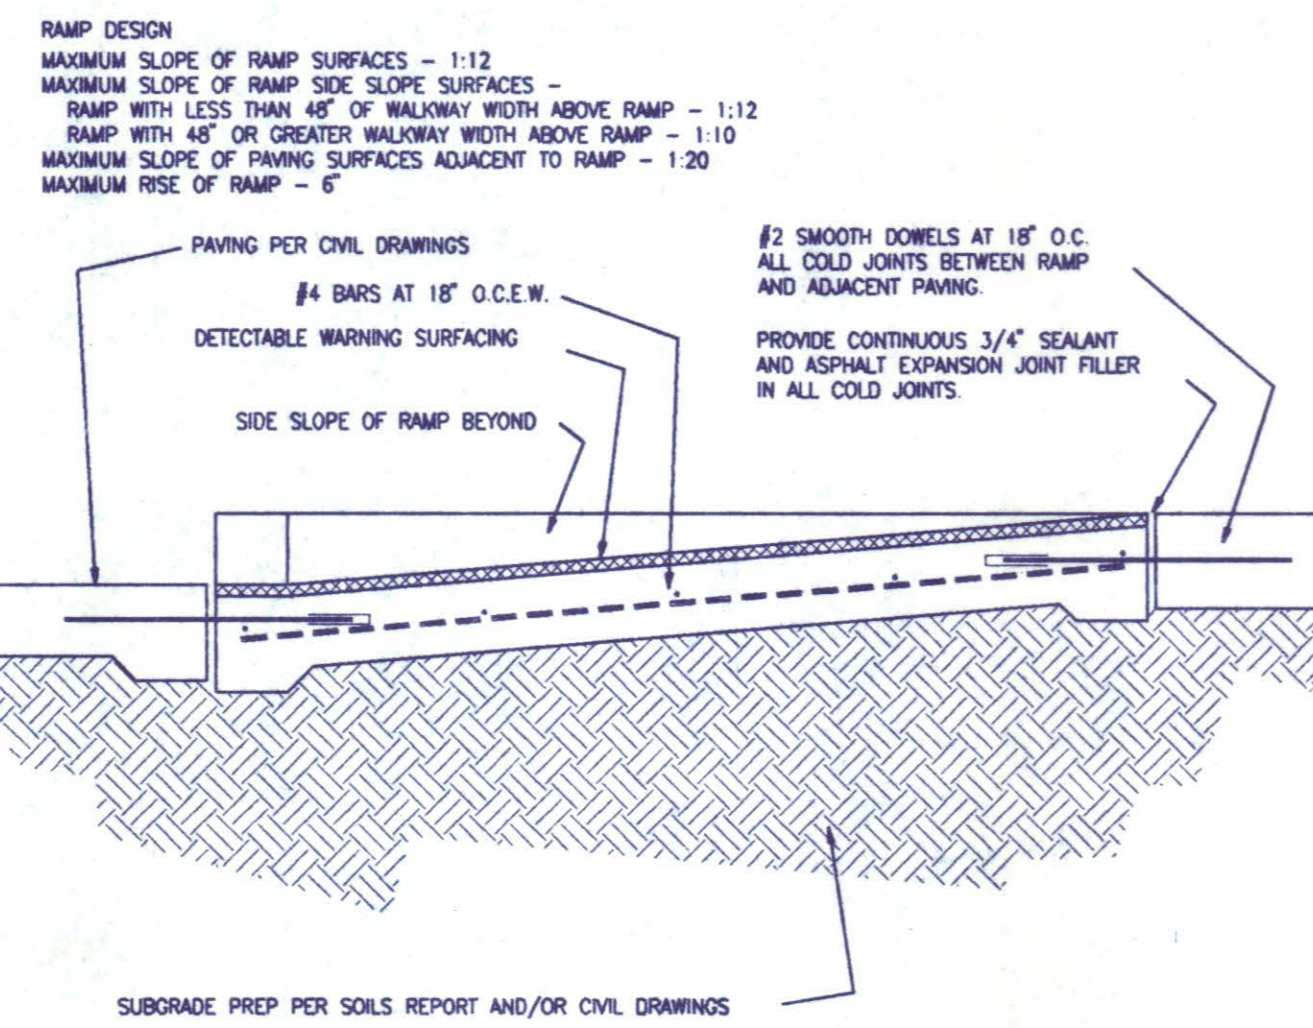 RAMP DESIGN
MAXIMUM SLOPE OF RAMP SURFACES - 1:12
MAXIMUM SLOPE OF RAMP SIDE SLOPE SURFACES -
RAMP WITH LESS THAN 48" OF WALKWAY WIDTH ABOVE RAMP - 1:12
RAMP WITH 48" OR GREATER WALKWAY WIDTH ABOVE RAMP - 1:10
MAXIMUM SLOPE OF PAVING SURFACES ADJACENT TO RAMP - 1:20
MAXIMUM RISE OF RAMP - 6"
PAVING PER CIVIL DRAWINGS
#4 BARS AT 18" O.C.E.W.
DETECTABLE WARNING SURFACING
SIDE SLOPE OF RAMP BEYOND
#2 SMOOTH DOWELS AT 18" O.C.
ALL COLD JOINTS BETWEEN RAMP
AND ADJACENT PAVING.
PROVIDE CONTINUOUS 3/4" SEALANT
AND ASPHALT EXPANSION JOINT FILLER
IN ALL COLD JOINTS.
SUBGRADE PREP PER SOILS REPORT AND/OR CIVIL DRAWINGS